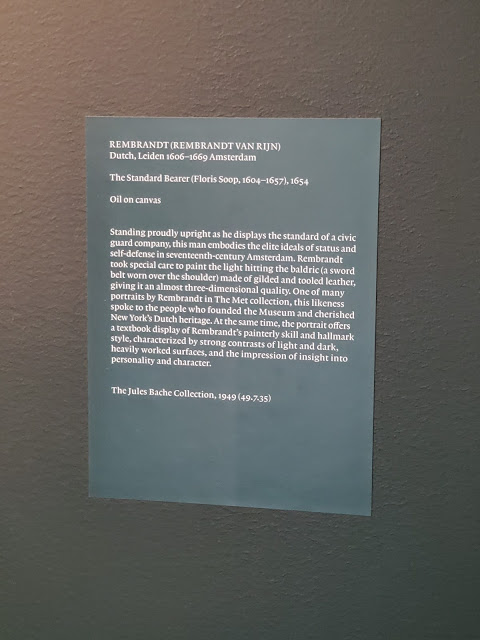 REMBRANDT (REMBRANDT VAN RIJN)
Dutch, Leiden 1606–1669 Amsterdam
The Standard Bearer (Floris Soop, 1604–1657), 1654
Oil on canvas
Standing proudly upright as he displays the standard of a civic
guard company, this man embodies the elite ideals of status and
self-defense in seventeenth-century Amsterdam. Rembrandt
took special care to paint the light hitting the baldric (a sword
belt worn over the shoulder) made of gilded and tooled leather,
giving it an almost three-dimensional quality. One of many
portraits by Rembrandt in The Met collection, this likeness
spoke to the people who founded the Museum and cherished
New York's Dutch heritage. At the same time, the portrait offers
a textbook display of Rembrandt's painterly skill and hallmark
style, characterized by strong contrasts of light and dark,
heavily worked surfaces, and the impression of insight into
personality and character.
The Jules Bache Collection, 1949 (49.7.35)